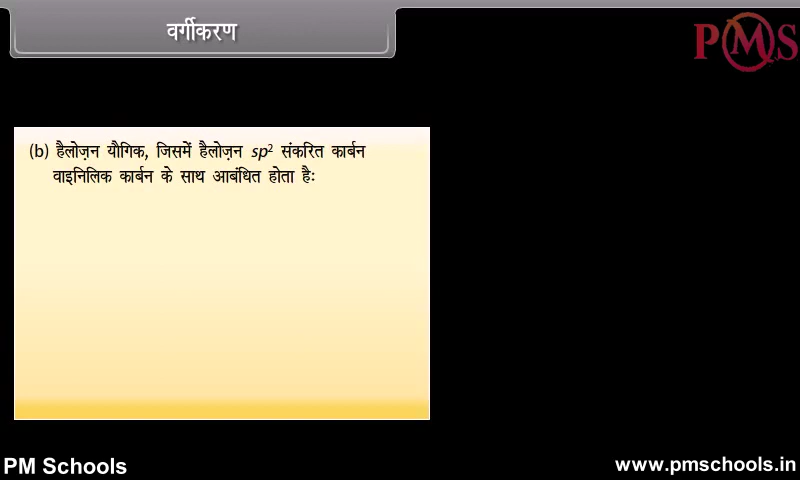 वर्गीकरण
PMS
(b) हैलोज़न यौगिक, जिसमें हैलोज़न sp² संकरित कार्बन
वाइनिलिक कार्बन के साथ आबंधित होता हैः
PM Schools
www.pmschools.in